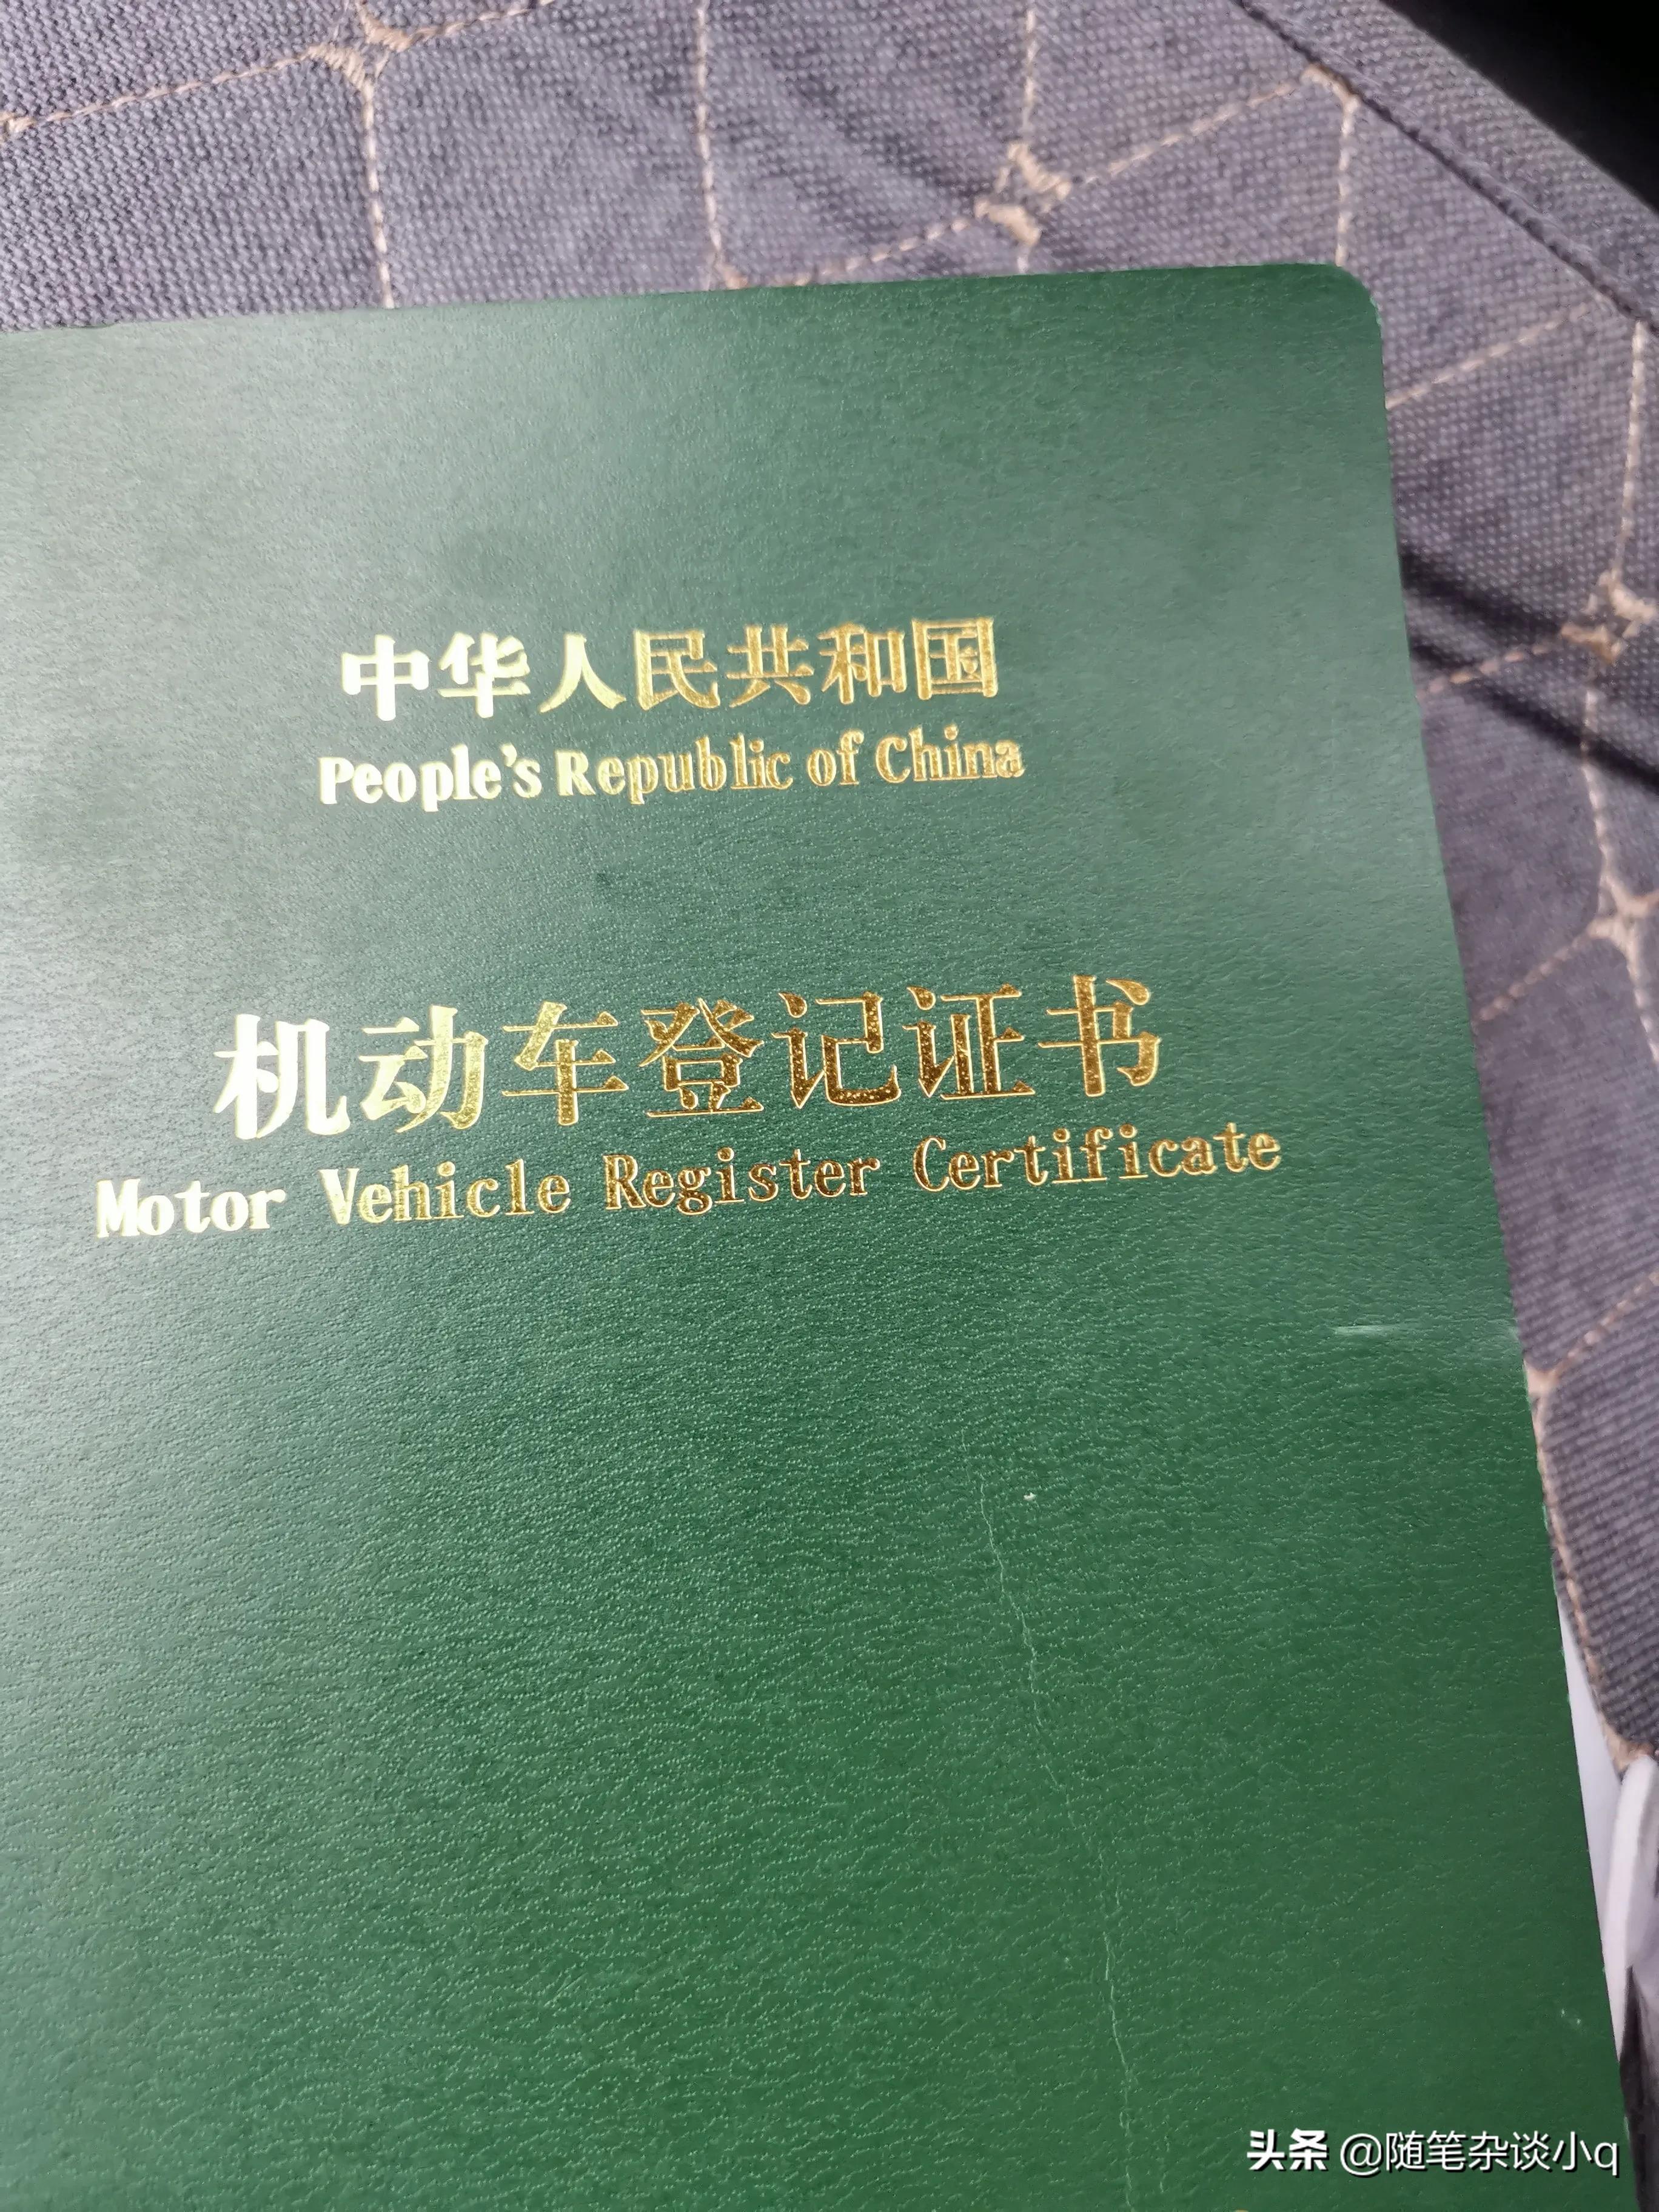 中华人民共和国
People's Republic of China
机动车登记证书
Motor Vehicle Register Certificate
头条 @随笔杂谈小q